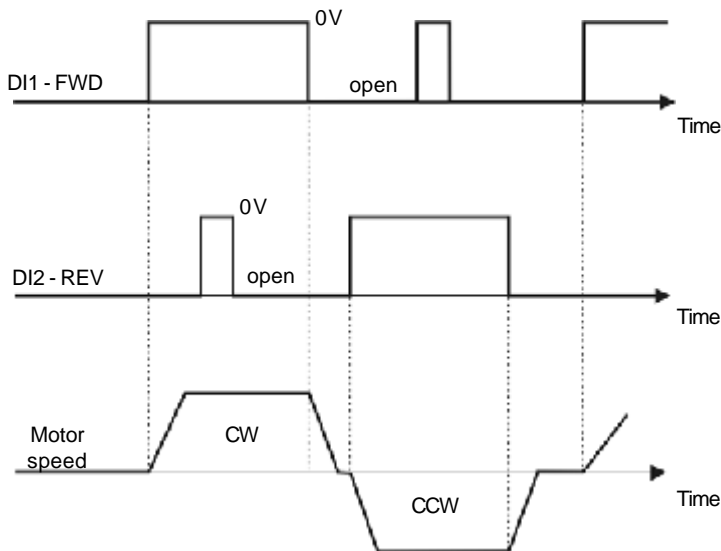 0V
DI1 - FWD
open
Time
0V
DI2 - REV
open
Time
Motor
speed
CW
CCW
Time